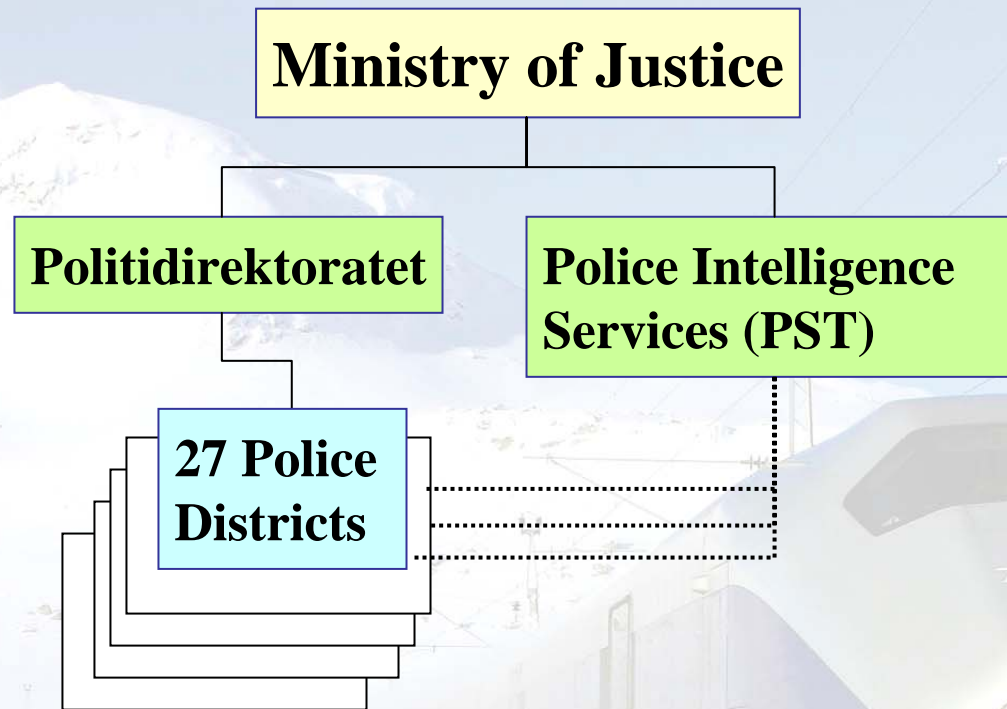 Ministry of Justice
Politidirektoratet
Police Intelligence
Services (PST)
27 Police
Districts